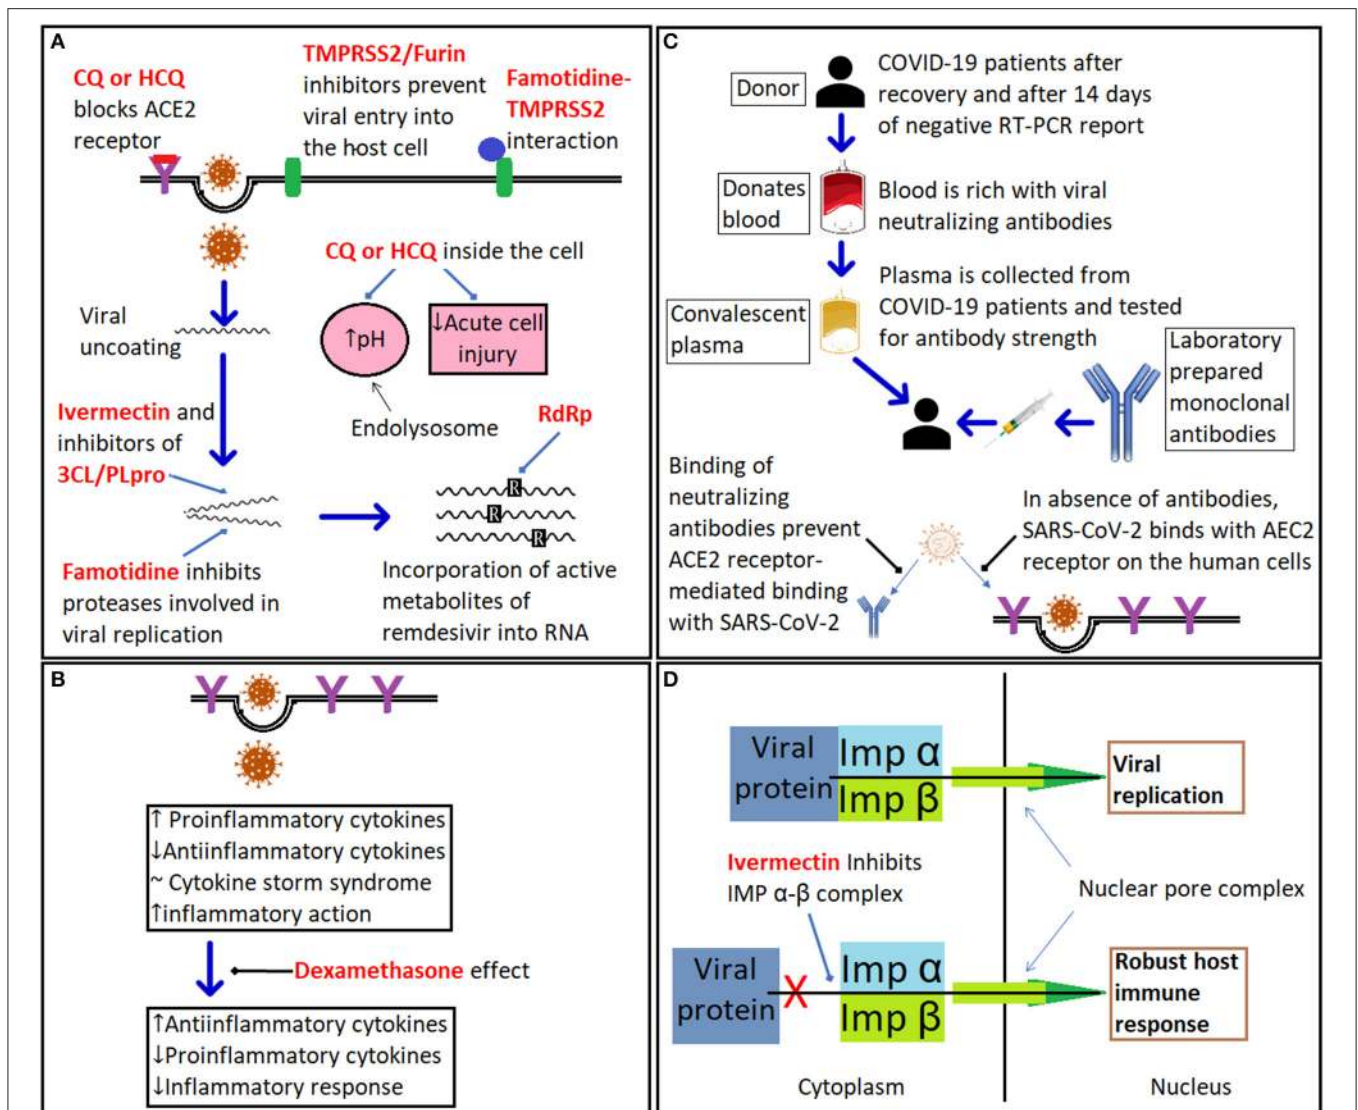 A
CQ or HCQ
blocks ACE2
receptor
TMPRSS2/Furin
inhibitors prevent
viral entry into
the host cell
Famotidine-
TMPRSS2
interaction
CQ or HCQ inside the cell
↑pH
↓Acute cell
injury
Endolysosome
Viral
uncoating
Ivermectin and
inhibitors of
3CL/PLpro
RdRp
R
R
R
Famotidine inhibits
proteases involved in
viral replication
Incorporation of active
metabolites of
remdesivir into RNA
B
↑ Proinflammatory cytokines
↓Antiinflammatory cytokines
~ Cytokine storm syndrome
↑inflammatory action
Dexamethasone effect
↑Antiinflammatory cytokines
↓Proinflammatory cytokines
↓Inflammatory response
C
Donor
COVID-19 patients after
recovery and after 14 days
of negative RT-PCR report
Donates
blood
Blood is rich with viral
neutralizing antibodies
Convalescent
plasma
Plasma is collected from
COVID-19 patients and tested
for antibody strength
Laboratory
prepared
monoclonal
antibodies
Binding of
neutralizing
antibodies prevent
ACE2 receptor-
mediated binding
with SARS-CoV-2
In absence of antibodies,
SARS-CoV-2 binds with AEC2
receptor on the human cells
D
Viral
protein
Imp α
Imp β
Viral
replication
Ivermectin Inhibits
IMP α-β complex
Nuclear pore complex
Viral
protein
X
Imp α
Imp β
Robust host
immune
response
Cytoplasm
Nucleus